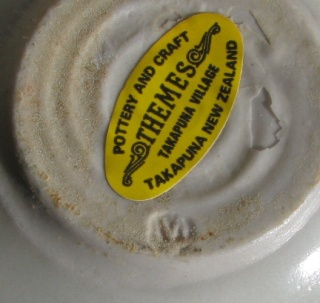 POTTERY AND CRAFT
THEMES
TAKAPUNA VILLAGE
TAKAPUNA NEW ZEALAND
M